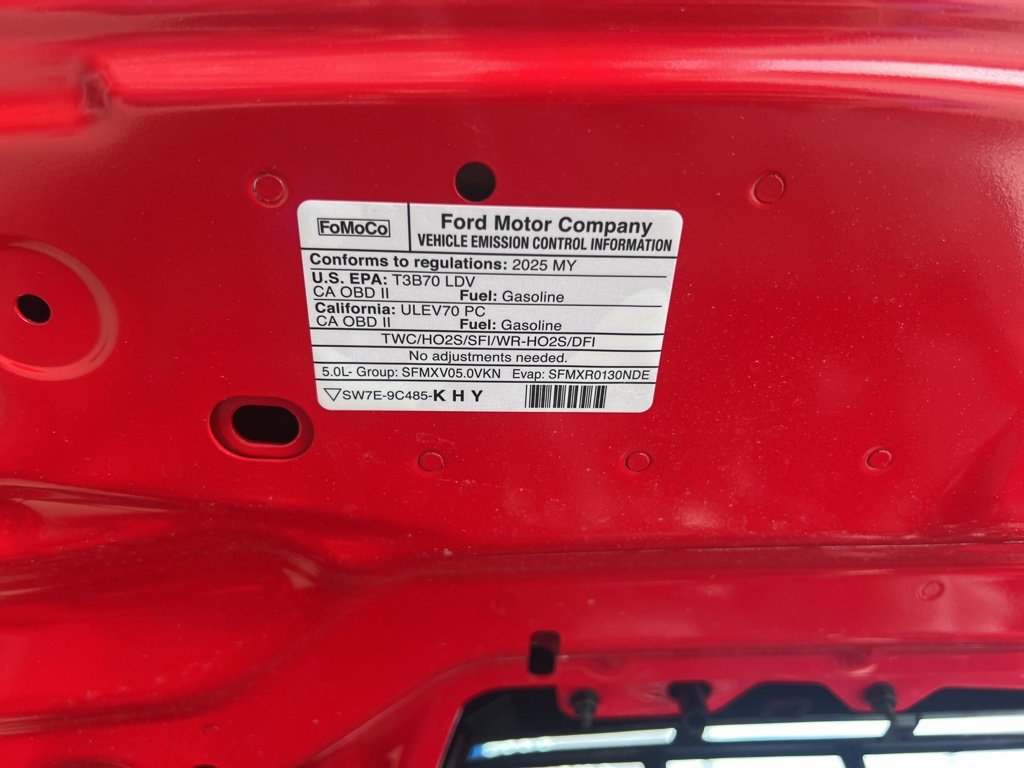 FoMoCo
Ford Motor Company
VEHICLE EMISSION CONTROL INFORMATION
Conforms to regulations: 2025 MY
U.S. EPA: T3B70 LDV
CA OBD II Fuel: Gasoline
California: ULEV70 PC
CA OBD II Fuel: Gasoline
TWC/HO2S/SFI/WR-HO2S/DFI
No adjustments needed.
5.0L- Group: SFMXV05.0VKN Evap: SFMXR0130NDE
SW7E-9C485-K H Y